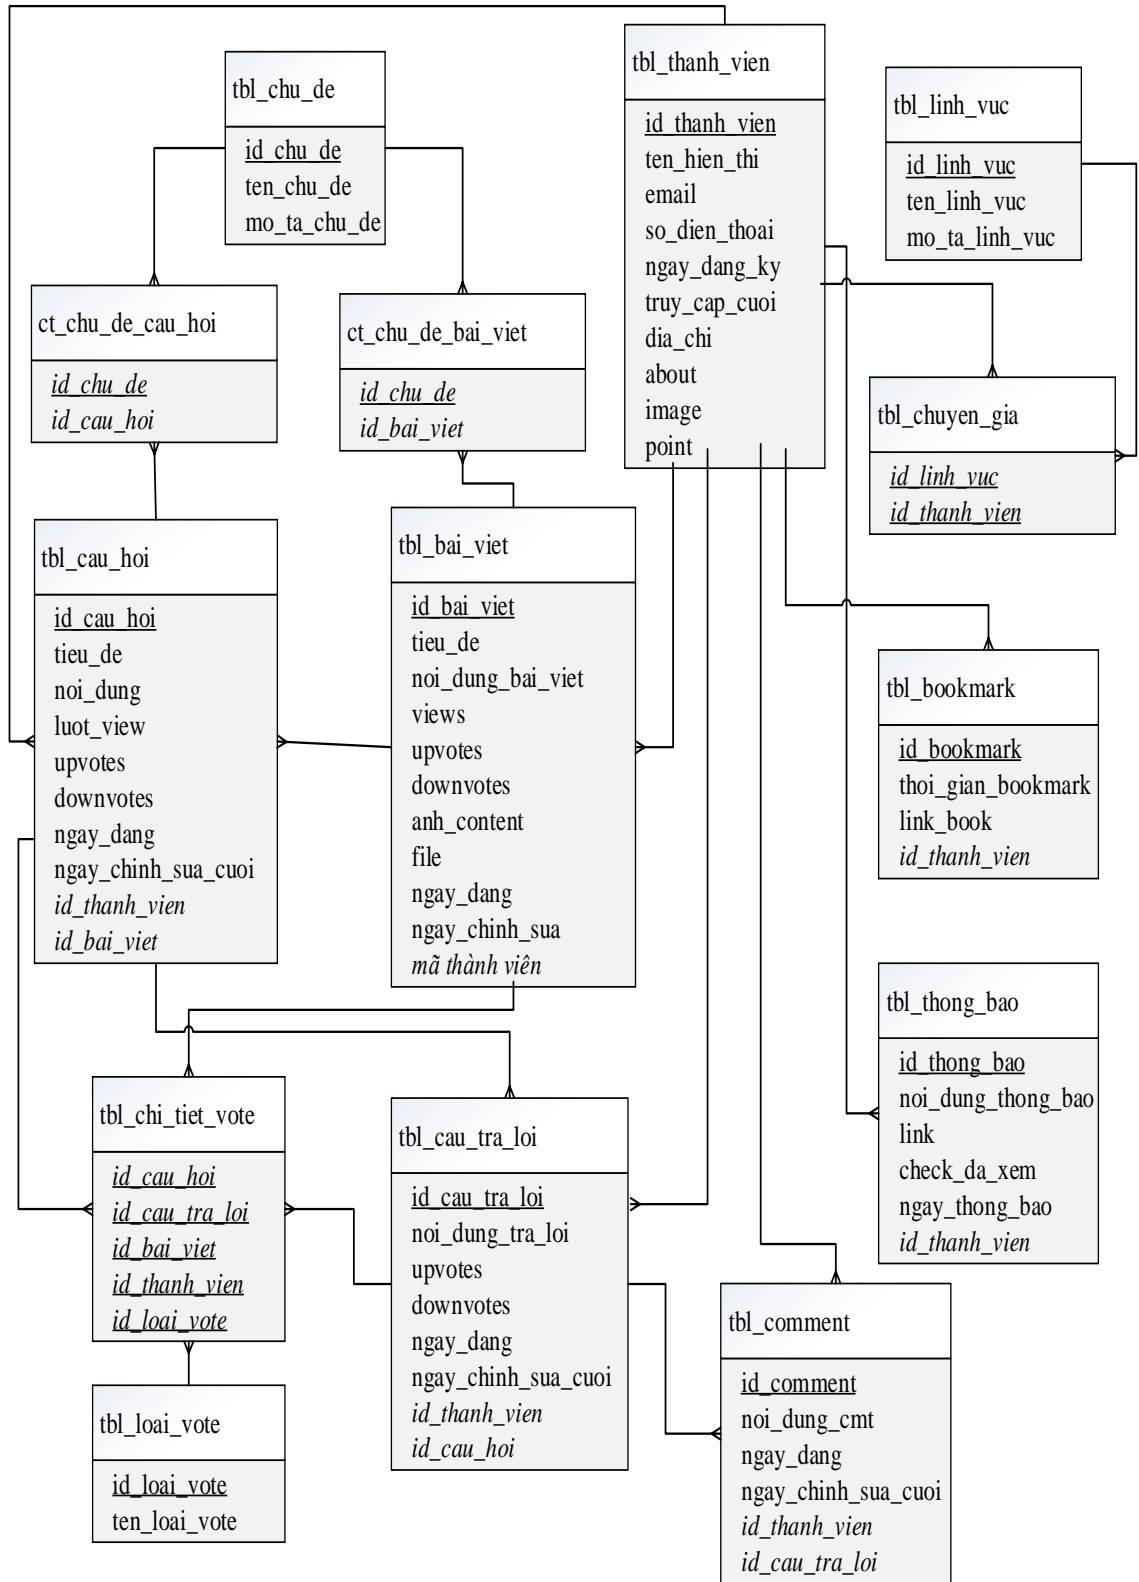 tbl_chu_de
id_chu_de
ten_chu_de
mo_ta_chu_de
tbl_thanh_vien
id_thanh_vien
ten_hien_thi
email
so_dien_thoai
ngay_dang_ky
truy_cap_cuoi
dia_chi
about
image
point
tbl_linh_vuc
id_linh_vuc
ten_linh_vuc
mo_ta_linh_vuc
ct_chu_de_cau_hoi
id_chu_de
id_cau_hoi
ct_chu_de_bai_viet
id_chu_de
id_bai_viet
tbl_chuyen_gia
id_linh_vuc
id_thanh_vien
tbl_cau_hoi
id_cau_hoi
tieu_de
noi_dung
luot_view
upvotes
downvotes
ngay_dang
ngay_chinh_sua_cuoi
id_thanh_vien
id_bai_viet
tbl_bai_viet
id_bai_viet
tieu_de
noi_dung_bai_viet
views
upvotes
downvotes
anh_content
file
ngay_dang
ngay_chinh_sua
mã thành viên
tbl_bookmark
id_bookmark
thoi_gian_bookmark
link_book
id_thanh_vien
tbl_thong_bao
id_thong_bao
noi_dung_thong_bao
link
check_da_xem
ngay_thong_bao
id_thanh_vien
tbl_chi_tiet_vote
id_cau_hoi
id_cau_tra_loi
id_bai_viet
id_thanh_vien
id_loai_vote
tbl_cau_tra_loi
id_cau_tra_loi
noi_dung_tra_loi
upvotes
downvotes
ngay_dang
ngay_chinh_sua_cuoi
id_thanh_vien
id_cau_hoi
tbl_comment
id_comment
noi_dung_cmt
ngay_dang
ngay_chinh_sua_cuoi
id_thanh_vien
id_cau_tra_loi
tbl_loai_vote
id_loai_vote
ten_loai_vote